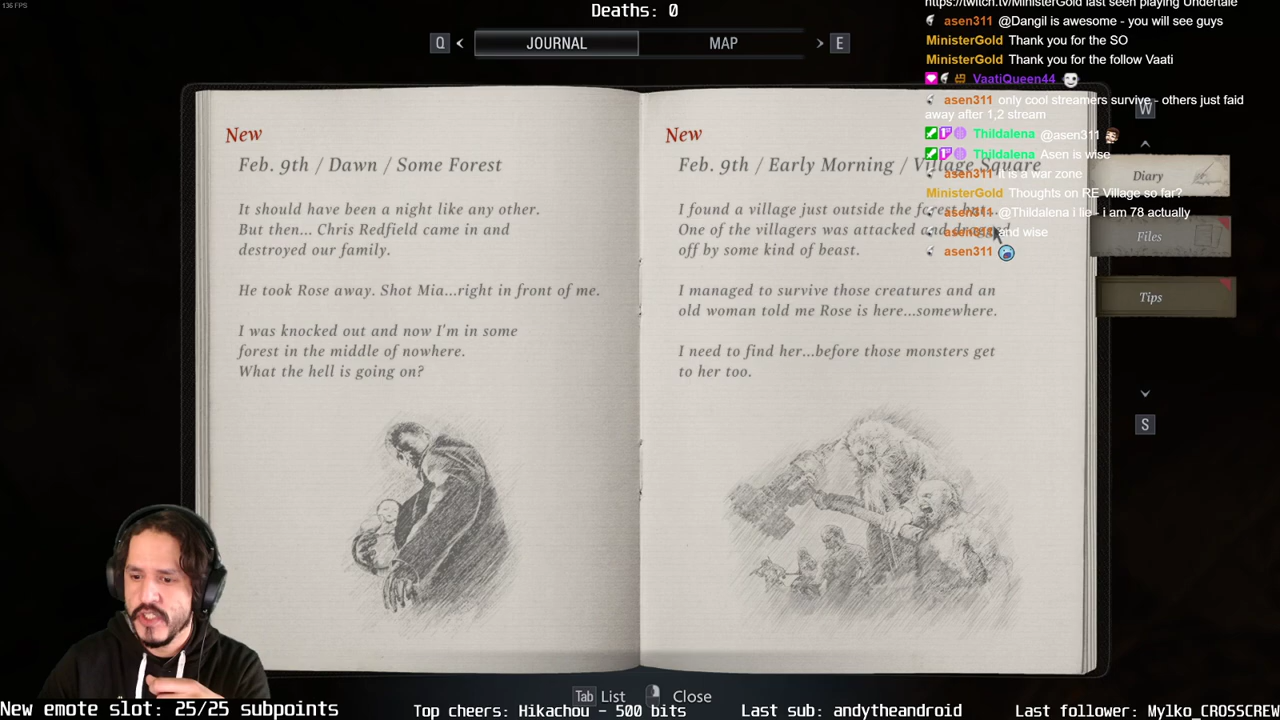 136 FPS
Deaths: 0
Q < JOURNAL MAP > E
https://twitch.tv/MinisterGold last seen playing Undertale
asen311 @Dangil is awesome - you will see guys
MinisterGold Thank you for the SO
MinisterGold Thank you for the follow Vaati
VaatiQueen44
asen311 only cool streamers survive - others just faid
away after 1,2 stream
Thildalena @asen311
Thildalena Asen is wise
asen311 it is a war zone
MinisterGold Thoughts on RE Village so far?
asen311 @Thildalena i lie - i am 78 actually
asen311 and wise
asen311
New
Feb. 9th / Dawn / Some Forest
It should have been a night like any other.
But then... Chris Redfield came in and
destroyed our family.
He took Rose away. Shot Mia...right in front of me.
I was knocked out and now I'm in some
forest in the middle of nowhere.
What the hell is going on?
New
Feb. 9th / Early Morning / Village Square
I found a village just outside the forest
One of the villagers was attacked and
off by some kind of beast.
I managed to survive those creatures and an
old woman told me Rose is here...somewhere.
I need to find her...before those monsters get
to her too.
W
Diary
Files
Tips
S
Tab List Close
New emote slot: 25/25 subpoints
Top cheers: Hikachou - 500 bits
Last sub: andytheandroid
Last follower: Mylko_CROSSCREW